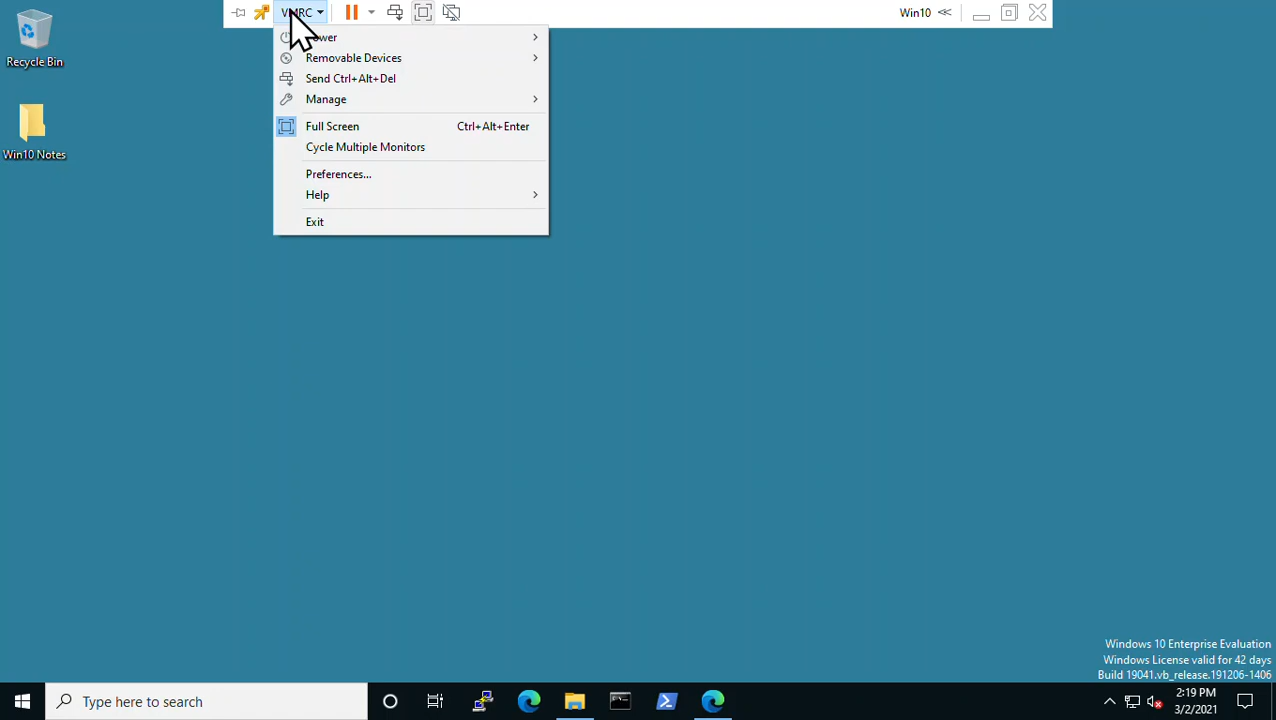 VMRC
Win10
Power
Removable Devices
Send Ctrl+Alt+Del
Manage
Full Screen Ctrl+Alt+Enter
Cycle Multiple Monitors
Preferences...
Help
Exit
Recycle Bin
Win10 Notes
Windows 10 Enterprise Evaluation
Windows License valid for 42 days
Build 19041.vb_release.191206-1406
Type here to search
2:19 PM
3/2/2021